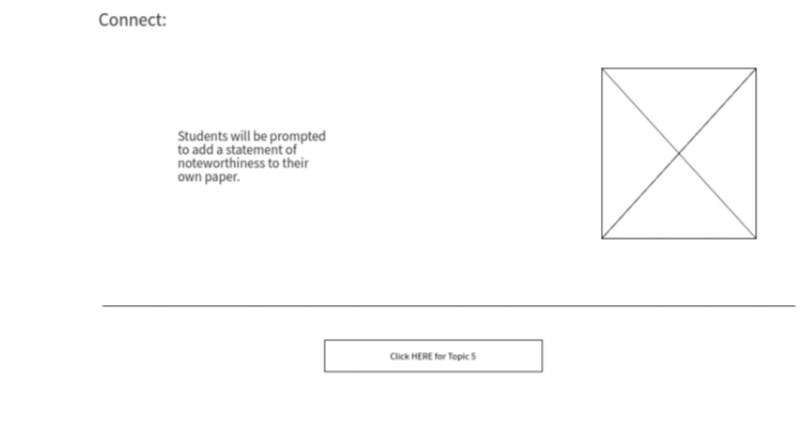 Connect:
Students will be prompted
to add a statement of
noteworthiness to their
own paper.
Click HERE for Topic 5